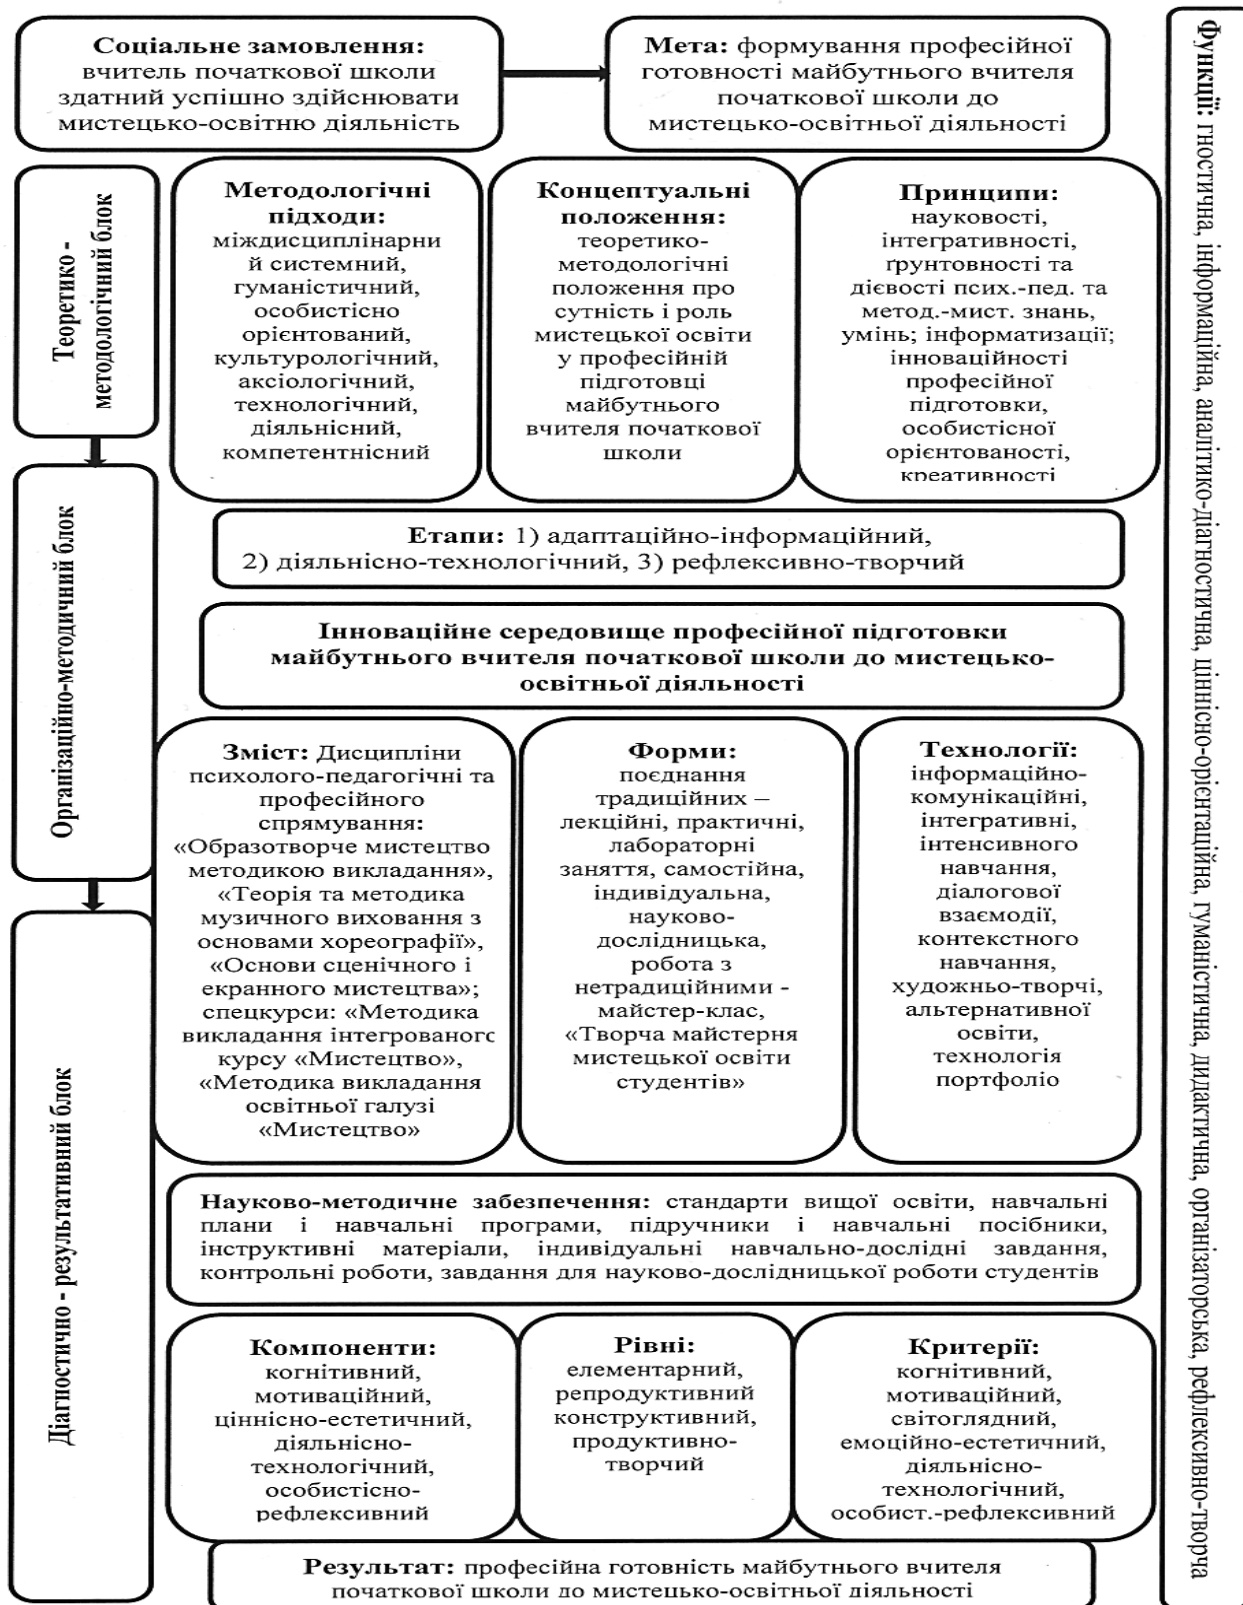 Соціальне замовлення:
вчитель початкової школи
здатний успішно здійснювати
мистецько-освітню діяльність
Мета: формування професійної
готовності майбутнього вчителя
початкової школи до
мистецько-освітньої діяльності
Теоретико -
методологічний блок
Методологічні
підходи:
міждисциплінарни
й системний,
гуманістичний,
особистісно
орієнтований,
культурологічний,
аксіологічний,
технологічний,
діяльнісний,
компетентнісний
Концептуальні
положення:
теоретико-
методологічні
положення про
сутність і роль
мистецької освіти
у професійній
підготовці
майбутнього
вчителя початкової
школи
Принципи:
науковості,
інтегративності,
ґрунтовності та
дієвості псих.-пед. та
метод.-мист. знань,
умінь; інформатизації;
інноваційності
професійної
підготовки,
особистісної
орієнтованості,
креативності
Організаційно-методичний блок
Етапи: 1) адаптаційно-інформаційний,
2) діяльнісно-технологічний, 3) рефлексивно-творчий
Інноваційне середовище професійної підготовки
майбутнього вчителя початкової школи до мистецько-
освітньої діяльності
Зміст: Дисципліни
психолого-педагогічні та
професійного
спрямування:
«Образотворче мистецтво
методикою викладання»,
«Теорія та методика
музичного виховання з
основами хореографії»,
«Основи сценічного і
екранного мистецтва»;
спецкурси: «Методика
викладання інтегрованого
курсу «Мистецтво»,
«Методика викладання
освітньої галузі
«Мистецтво»
Форми:
поєднання
традиційних –
лекційні, практичні,
лабораторні
заняття, самостійна,
індивідуальна,
науково-
дослідницька,
робота з
нетрадиційними -
майстер-клас,
«Творча майстерня
мистецької освіти
студентів»
Технології:
інформаційно-
комунікаційні,
інтегративні,
інтенсивного
навчання,
діалогової
взаємодії,
контекстного
навчання,
художньо-творчі,
альтернативної
освіти,
технологія
портфоліо
Діагностично - результативний блок
Науково-методичне забезпечення: стандарти вищої освіти, навчальні
плани і навчальні програми, підручники і навчальні посібники,
інструктивні матеріали, індивідуальні навчально-дослідні завдання,
контрольні роботи, завдання для науково-дослідницької роботи студентів
Компоненти:
когнітивний,
мотиваційний,
ціннісно-естетичний,
діяльнісно-
технологічний,
особистісно-
рефлексивний
Рівні:
елементарний,
репродуктивний
конструктивний,
продуктивно-
творчий
Критерії:
когнітивний,
мотиваційний,
світоглядний,
емоційно-естетичний,
діяльнісно-
технологічний,
особист.-рефлексивний
Результат: професійна готовність майбутнього вчителя
початкової школи до мистецько-освітньої діяльності
Функції: гностична, інформаційна, аналітико-діагностична, ціннісно-орієнтаційна, гуманістична, дидактична, організаторська, рефлексивно-творча